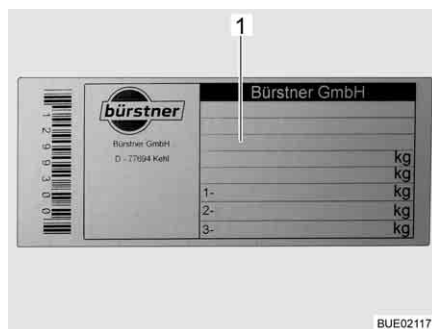 1
Bürstner GmbH
bürstner
Bürstner GmbH
D - 77694 Kehl
kg
kg
1- kg
2- kg
3- kg
1299300
BUE02117